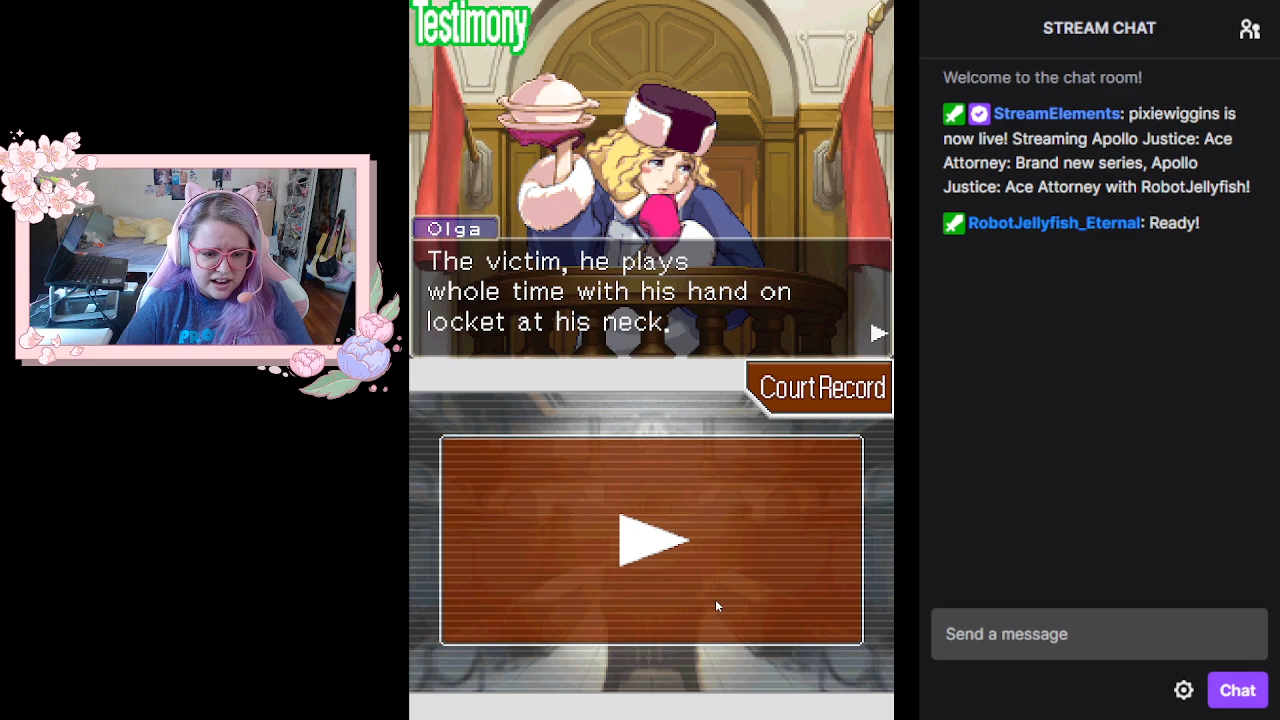 Testimony
Olga
The victim, he plays
whole time with his hand on
locket at his neck.
Court Record
STREAM CHAT
Welcome to the chat room!
StreamElements: pixiewiggins is
now live! Streaming Apollo Justice: Ace
Attorney: Brand new series, Apollo
Justice: Ace Attorney with RobotJellyfish!
RobotJellyfish_Eternal: Ready!
Send a message
Chat